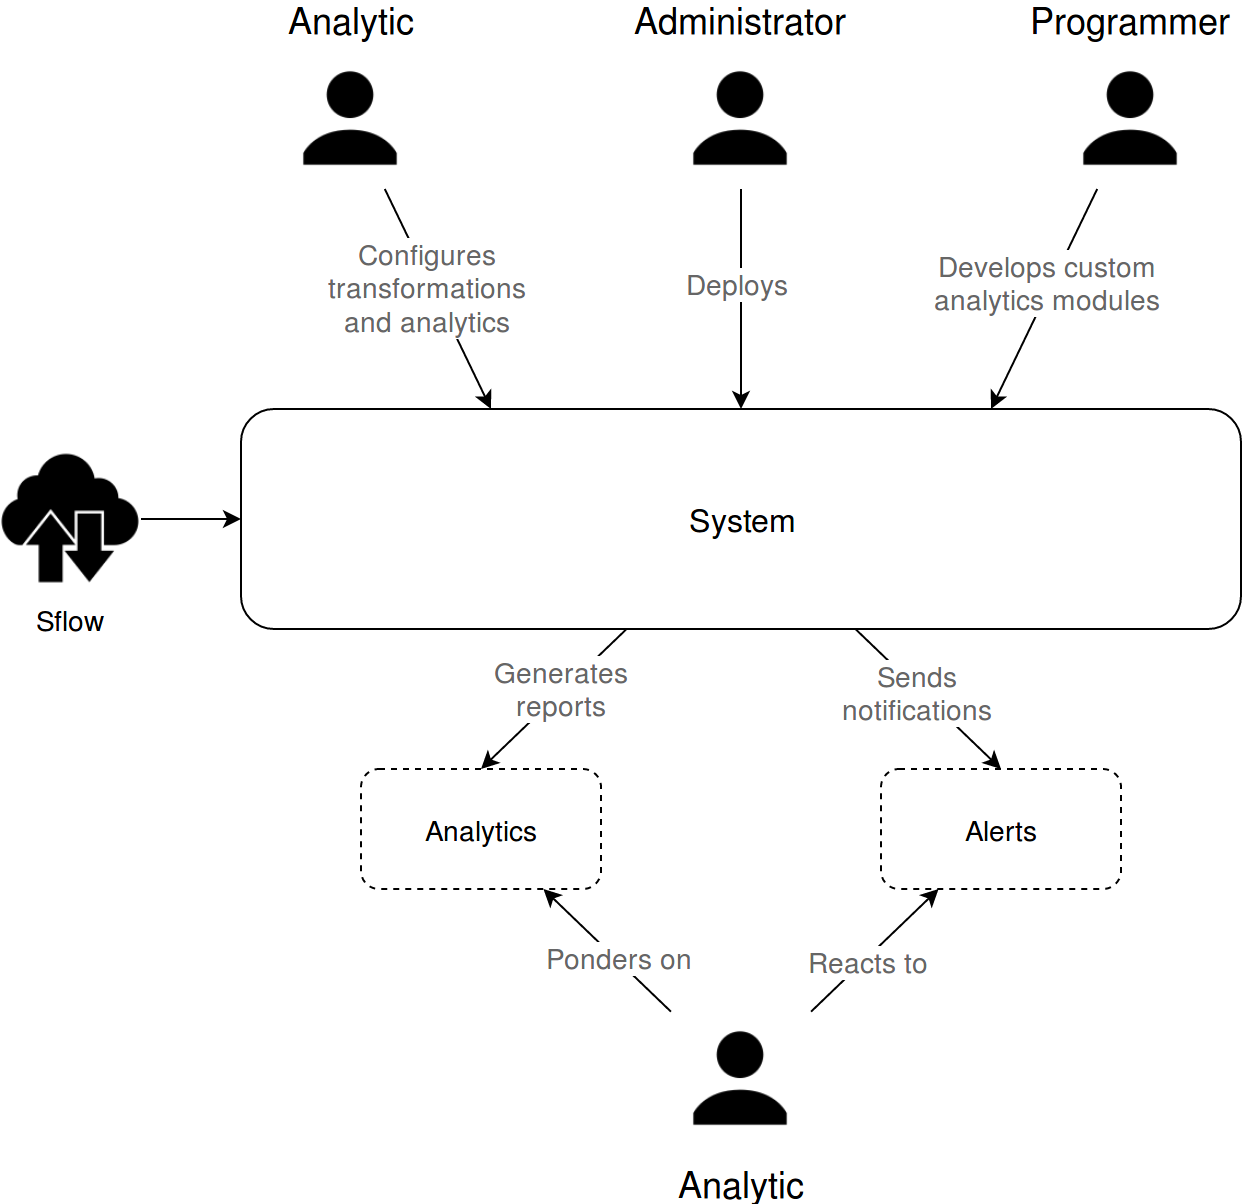 Analytic
Administrator
Programmer
Configures
transformations
and analytics
Deploys
Develops custom
analytics modules
System
Sflow
Generates
reports
Sends
notifications
Analytics
Alerts
Ponders on
Reacts to
Analytic